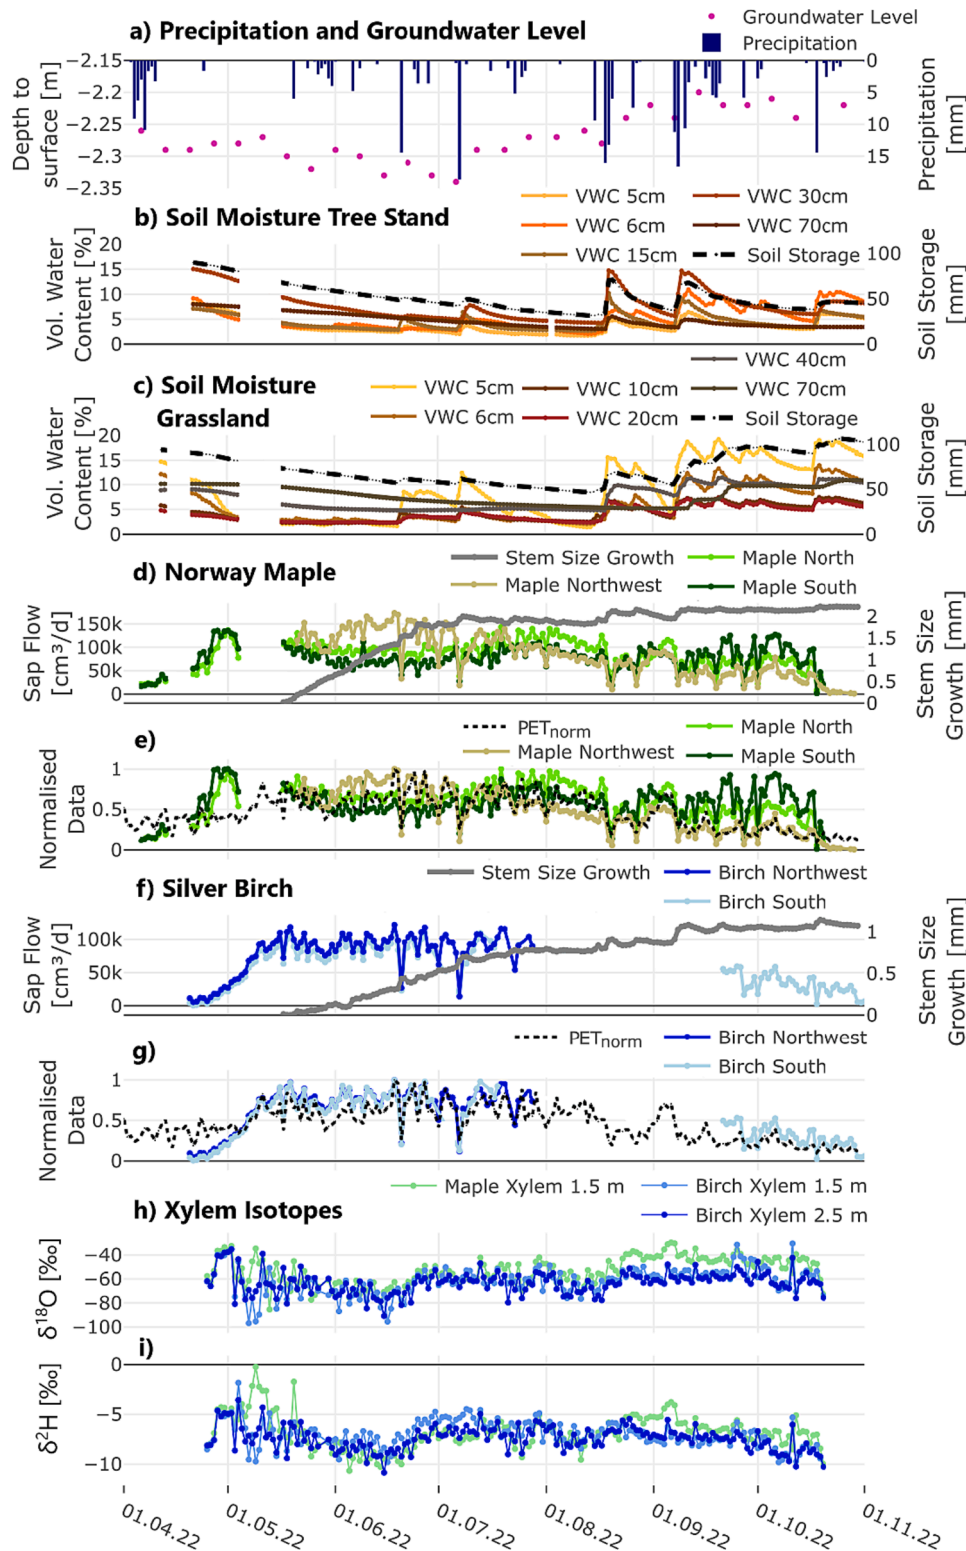 a) Precipitation and Groundwater Level
Groundwater Level
Precipitation
Depth to
surface [m]
−2.15
−2.2
−2.25
−2.3
−2.35
0
5
10
15
Precipitation
[mm]
b) Soil Moisture Tree Stand
VWC 5cm
VWC 30cm
VWC 6cm
VWC 70cm
VWC 15cm
Soil Storage
Vol. Water
Content [%]
20
15
10
5
0
100
50
0
Soil Storage
[mm]
c) Soil Moisture
Grassland
VWC 40cm
VWC 5cm
VWC 10cm
VWC 70cm
VWC 6cm
VWC 20cm
Soil Storage
Vol. Water
Content [%]
20
15
10
5
0
100
50
0
Soil Storage
[mm]
d) Norway Maple
Stem Size Growth
Maple North
Maple Northwest
Maple South
Sap Flow
[cm³/d]
150k
100k
50k
0
2
1.5
1
0.5
0
Stem Size
Growth [mm]
e)
PETnorm
Maple North
Maple Northwest
Maple South
Normalised
Data
1
0.5
0
f) Silver Birch
Stem Size Growth
Birch Northwest
Birch South
Sap Flow
[cm³/d]
100k
50k
0
1
0.5
0
Stem Size
Growth [mm]
g)
PETnorm
Birch Northwest
Birch South
Normalised
Data
1
0.5
0
h) Xylem Isotopes
Maple Xylem 1.5 m
Birch Xylem 1.5 m
Birch Xylem 2.5 m
δ¹⁸O [‰]
−40
−60
−80
−100
i)
δ²H [‰]
0
−5
−10
01.04.22
01.05.22
01.06.22
01.07.22
01.08.22
01.09.22
01.10.22
01.11.22